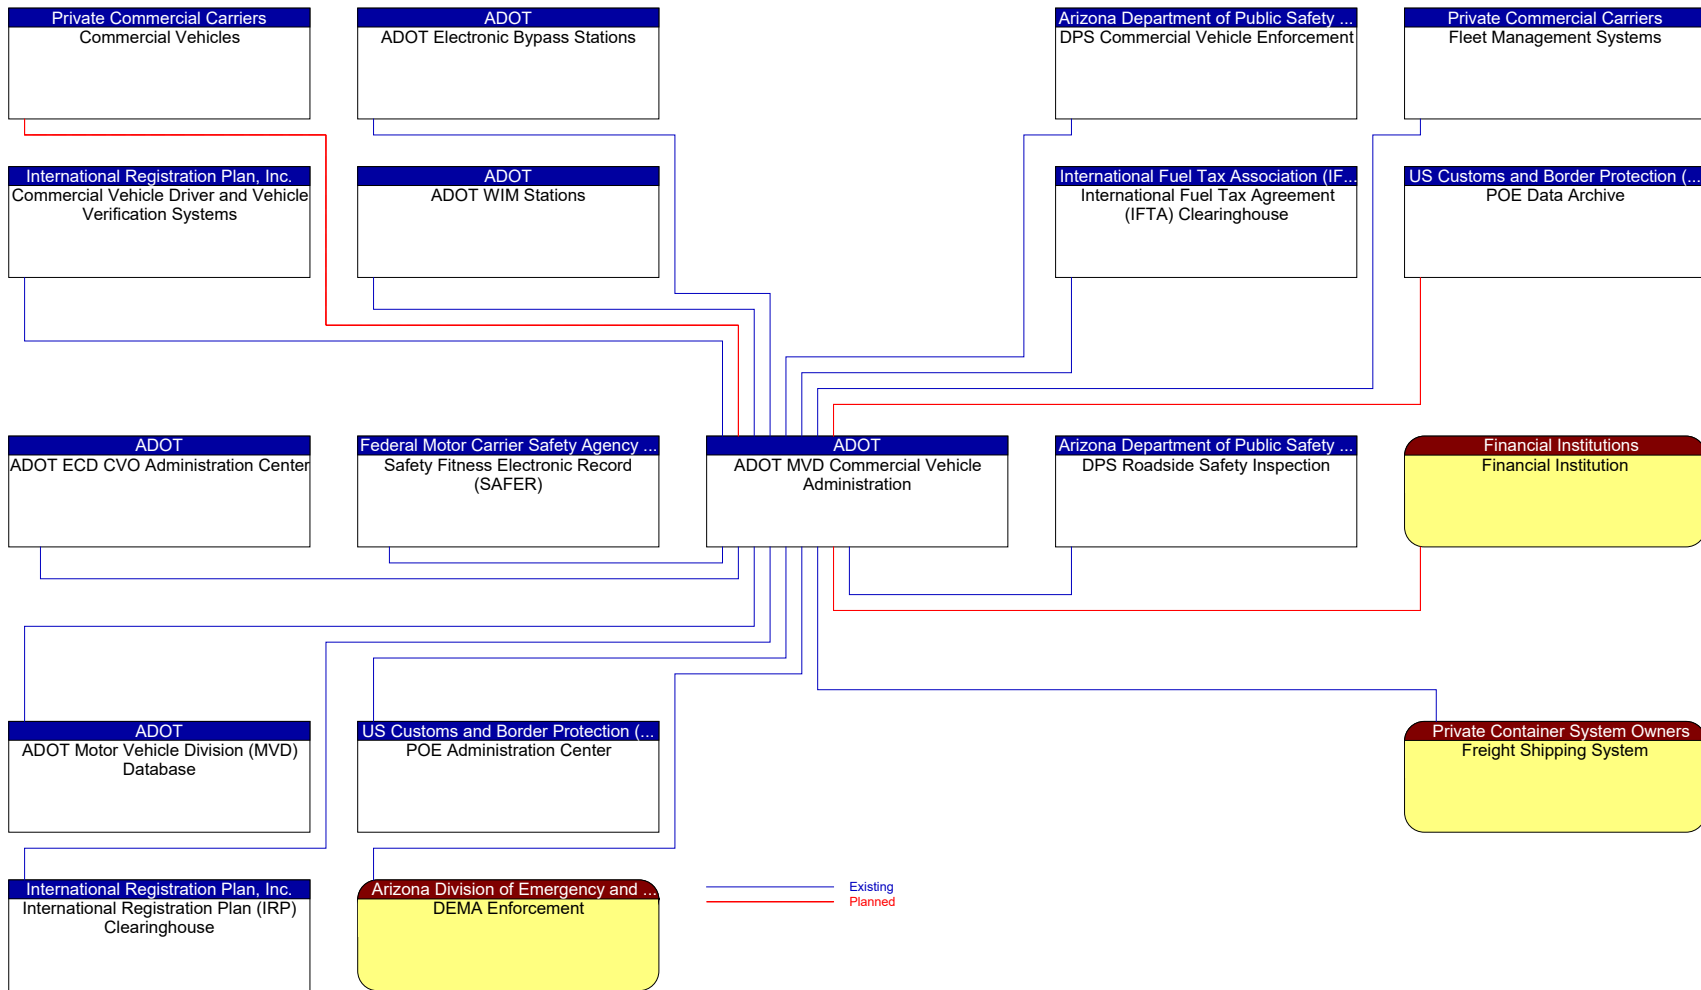 Private Commercial Carriers
Commercial Vehicles
ADOT
ADOT Electronic Bypass Stations
Arizona Department of Public Safety ...
DPS Commercial Vehicle Enforcement
Private Commercial Carriers
Fleet Management Systems
International Registration Plan, Inc.
Commercial Vehicle Driver and Vehicle
Verification Systems
ADOT
ADOT WIM Stations
International Fuel Tax Association (IF...
International Fuel Tax Agreement
(IFTA) Clearinghouse
US Customs and Border Protection (...
POE Data Archive
ADOT
ADOT ECD CVO Administration Center
Federal Motor Carrier Safety Agency ...
Safety Fitness Electronic Record
(SAFER)
ADOT
ADOT MVD Commercial Vehicle
Administration
Arizona Department of Public Safety ...
DPS Roadside Safety Inspection
Financial Institutions
Financial Institution
ADOT
ADOT Motor Vehicle Division (MVD)
Database
US Customs and Border Protection (...
POE Administration Center
Private Container System Owners
Freight Shipping System
International Registration Plan, Inc.
International Registration Plan (IRP)
Clearinghouse
Arizona Division of Emergency and ...
DEMA Enforcement
Existing
Planned